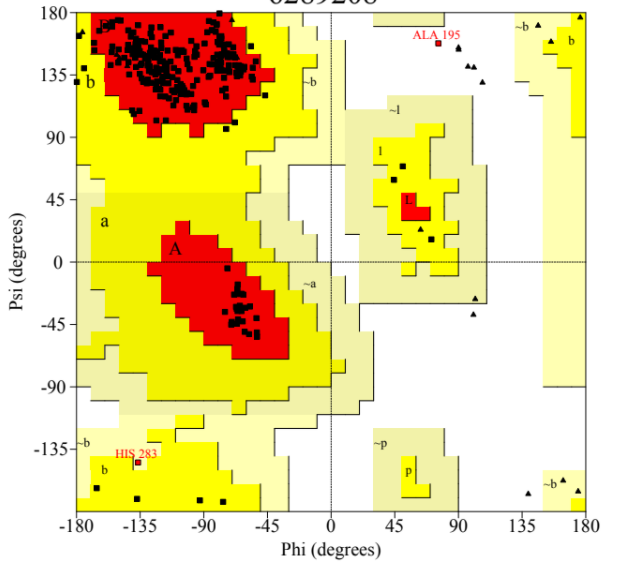 180
135
90
45
0
-45
-90
-135
-180
-135
-90
-45
0
45
90
135
180
Psi (degrees)
Phi (degrees)
ALA 195
HIS 283
B
A
L
b
a
l
p
~b
~l
~a
~b
~p
~b
b
b
~b